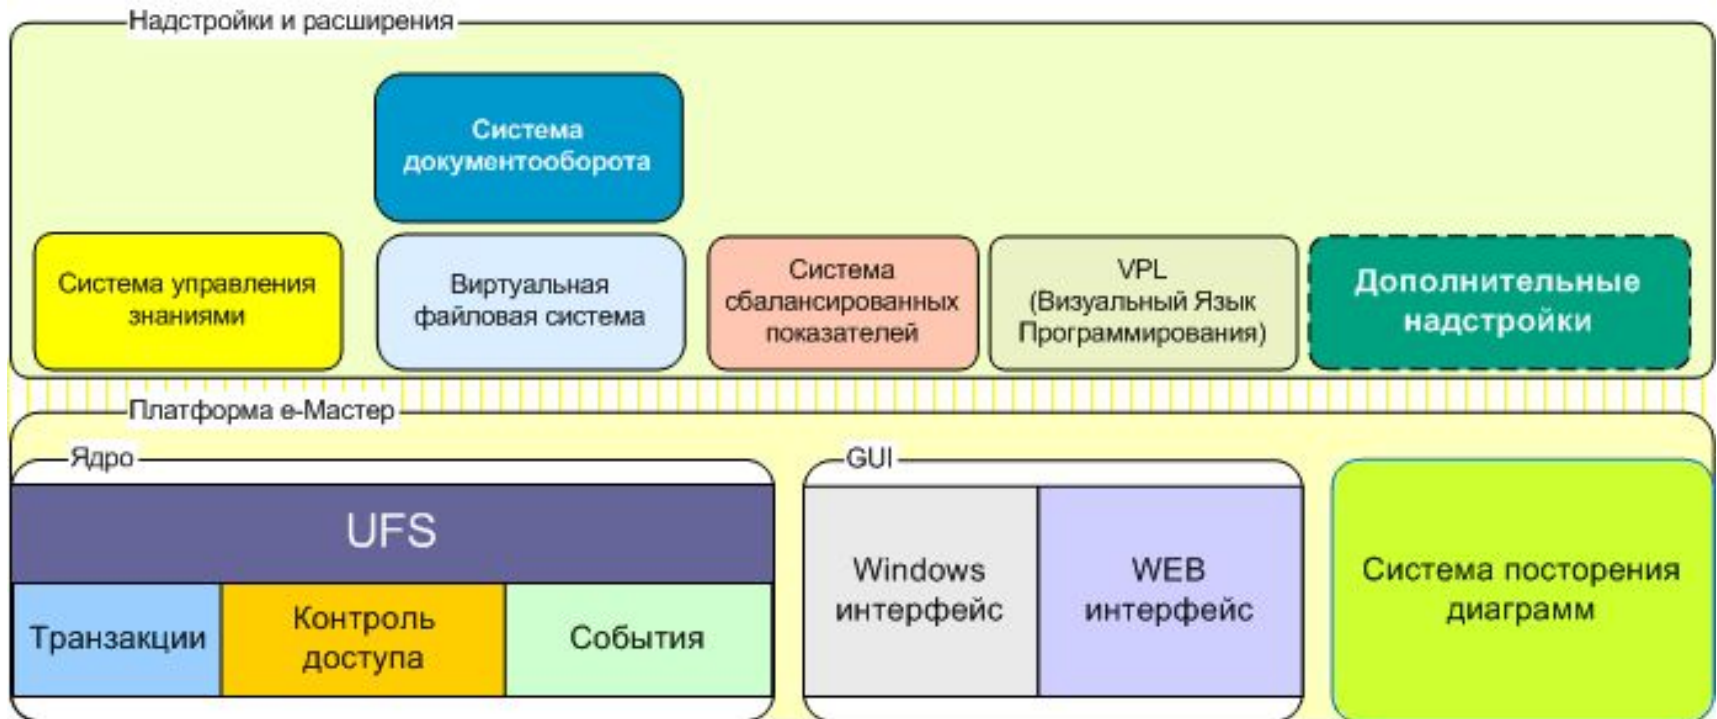 Надстройки и расширения
Система
документооборота
Система управления
знаниями
Виртуальная
файловая система
Система
сбалансированных
показателей
VPL
(Визуальный Язык
Программирования)
Дополнительные
надстройки
Платформа е-Мастер
Ядро
UFS
Транзакции
Контроль
доступа
События
GUI
Windows
интерфейс
WEB
интерфейс
Система посторения
диаграмм